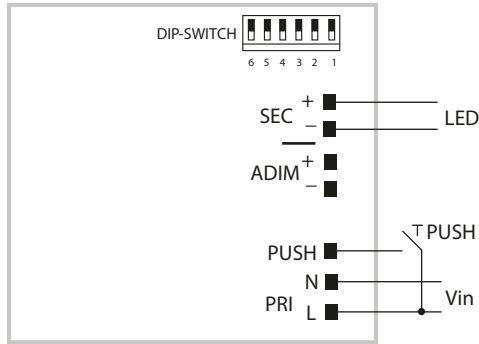 DIP-SWITCH
6 5 4 3 2 1
+
SEC
−
LED
+
ADIM
−
PUSH
PUSH
N
PRI
L
Vin